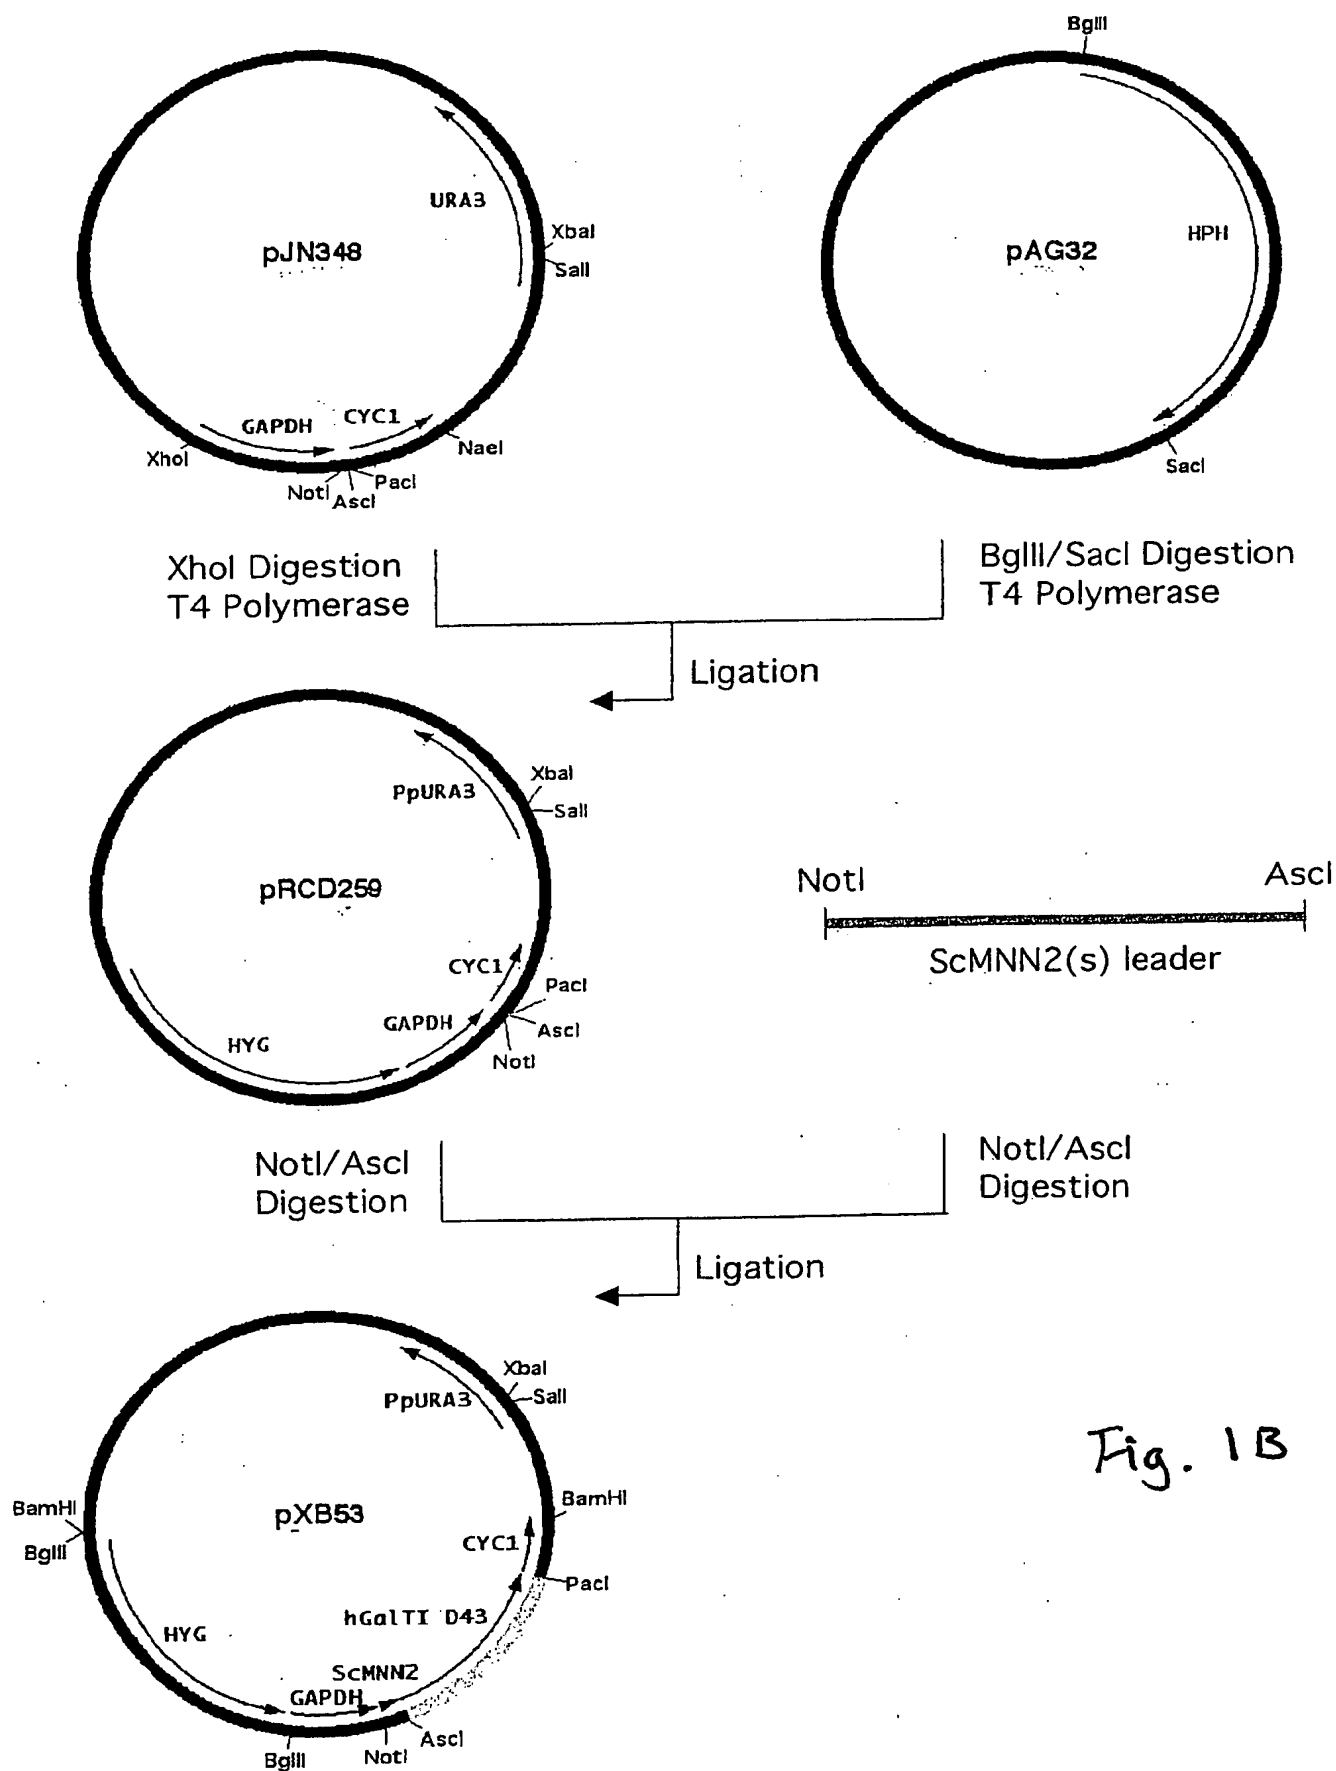 BglII
URA3
XbaI
SalI
pJN348
HPH
pAG32
GAPDH
CYC1
XhoI
NaeI
NotI
AscI
PacI
SacI
XhoI Digestion
T4 Polymerase
BglII/SacI Digestion
T4 Polymerase
Ligation
XbaI
SalI
PpURA3
pRCD259
NotI
AscI
ScMNN2(s) leader
CYC1
PacI
GAPDH
AscI
HYG
NotI
NotI/AscI
Digestion
NotI/AscI
Digestion
Ligation
XbaI
SalI
PpURA3
BamHI
BglII
pXB53
BamHI
CYC1
PacI
hGalTI D43
HYG
ScMNN2
GAPDH
AscI
BglII
NotI
Fig. 1B